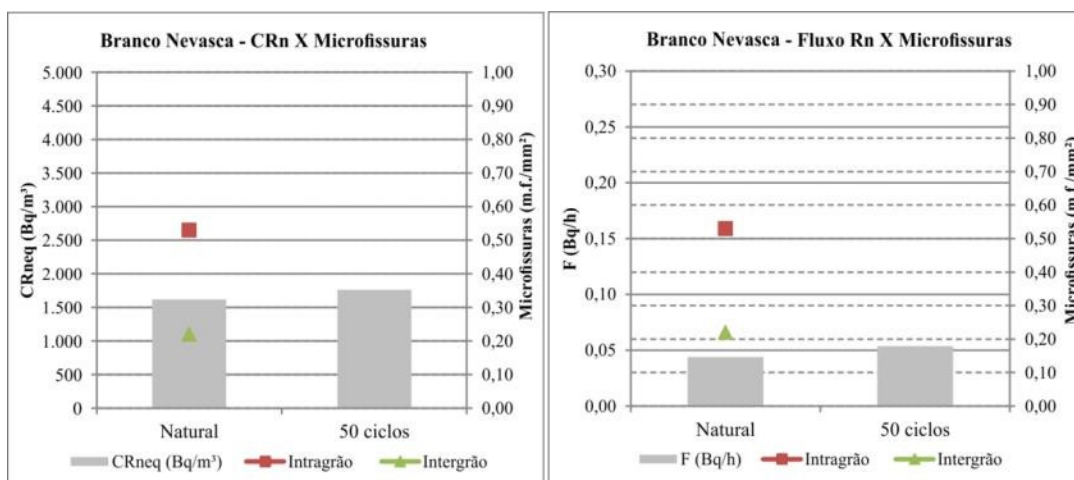 Branco Nevasca - CRn X Microfissuras
CRneq (Bq/m³)
5.000
4.500
4.000
3.500
3.000
2.500
2.000
1.500
1.000
500
0
1,00
0,90
0,80
0,70
0,60
0,50
0,40
0,30
0,20
0,10
0,00
Microfissuras (m.f./mm²)
Natural
50 ciclos
CRneq (Bq/m³)
Intragrão
Intergrão
Branco Nevasca - Fluxo Rn X Microfissuras
F (Bq/h)
0,30
0,25
0,20
0,15
0,10
0,05
0,00
1,00
0,90
0,80
0,70
0,60
0,50
0,40
0,30
0,20
0,10
0,00
Microfissuras (m.f./mm²)
Natural
50 ciclos
F (Bq/h)
Intragrão
Intergrão